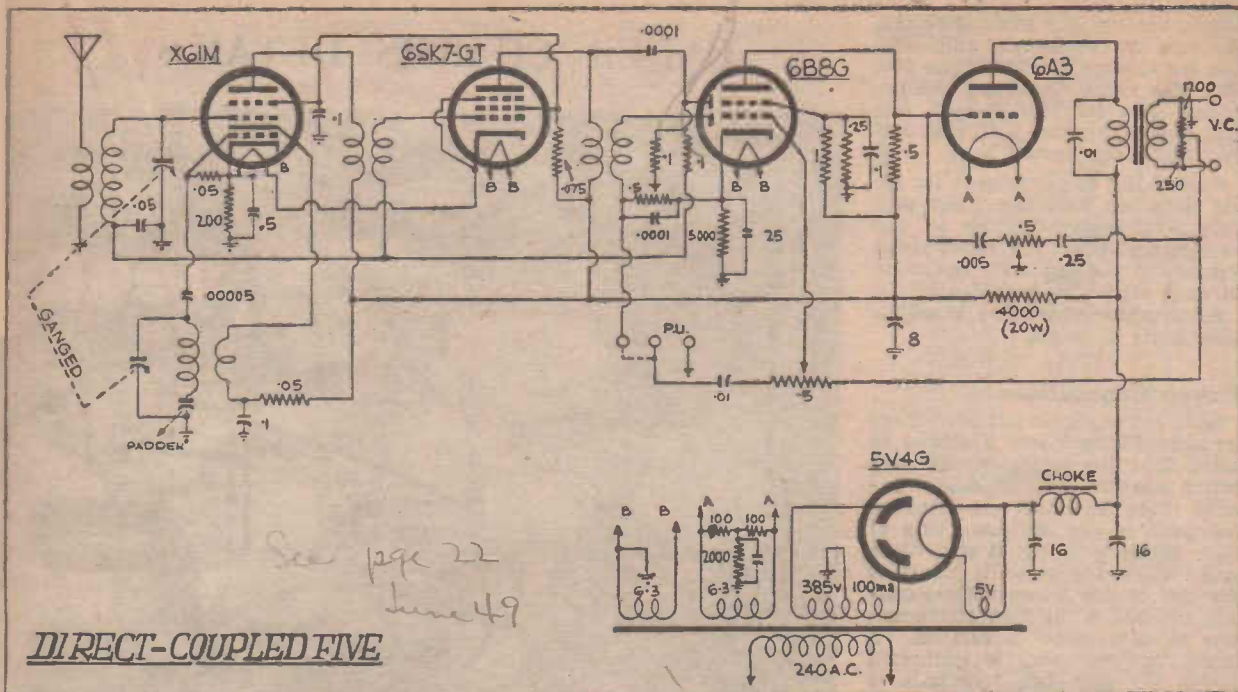 X61M
6SK7-GT
.0001
6B8G
6A3
1200
V.C.
.1
.01
250
.05
.05
200
.5
B
B B
.075
.1
.1
.5
.0001
5000
25
B B
.1
.25
.1
.5
A A
.5
.005
.25
GANGED
.00005
4000
(20W)
8
P.U.
.01
.5
.05
.1
PADDER
5V4G
CHOKE
B B
A A
100 100
2000
16
16
6.3
6.3
385V
100ma
5V
240 A.C.
See page 22
June 49
DIRECT-COUPLED FIVE